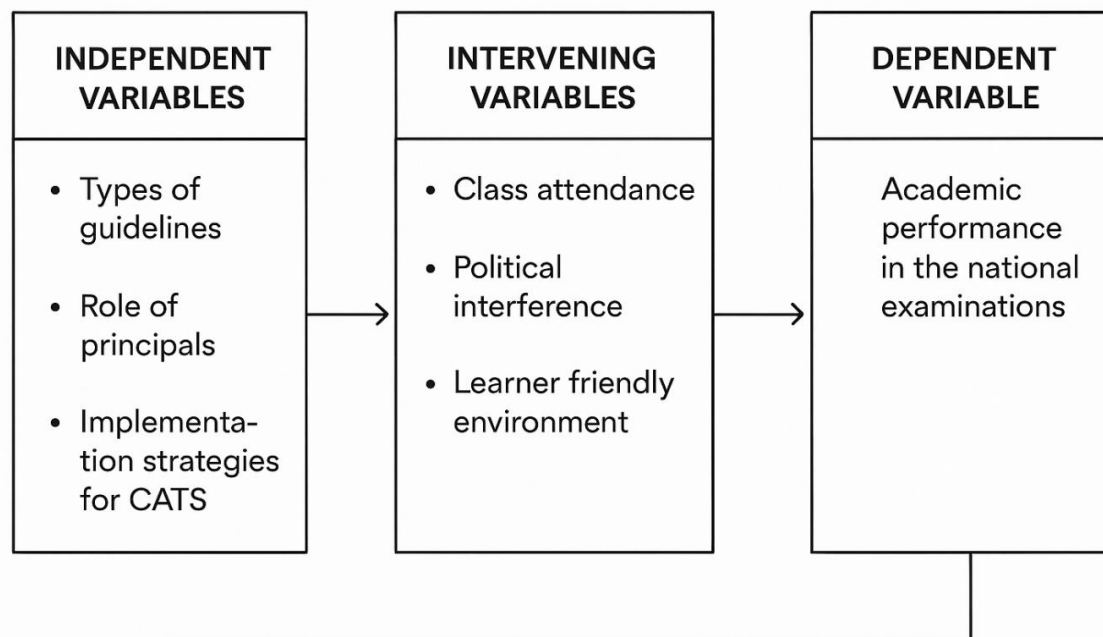 INDEPENDENT
VARIABLES
• Types of
guidelines
• Role of
principals
• Implementa-
tion strategies
for CATS
INTERVENING
VARIABLES
• Class attendance
• Political
interference
• Learner friendly
environment
DEPENDENT
VARIABLE
Academic
performance
in the national
examinations